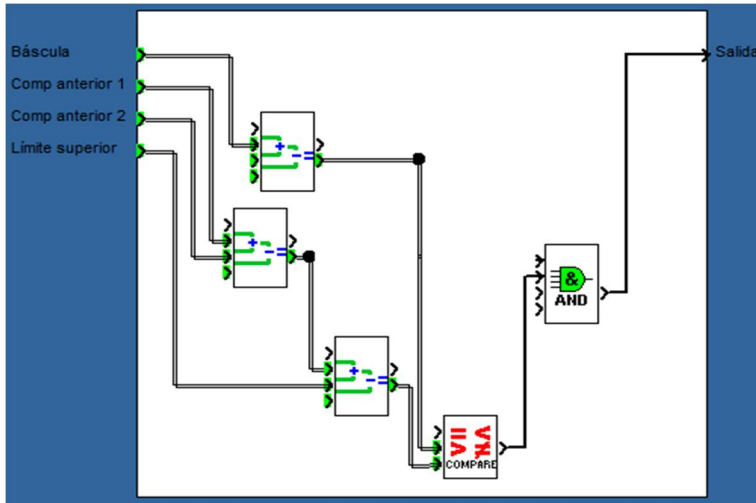 Báscula
Salida
Comp anterior 1
Comp anterior 2
Límite superior
&
AND
COMPARE